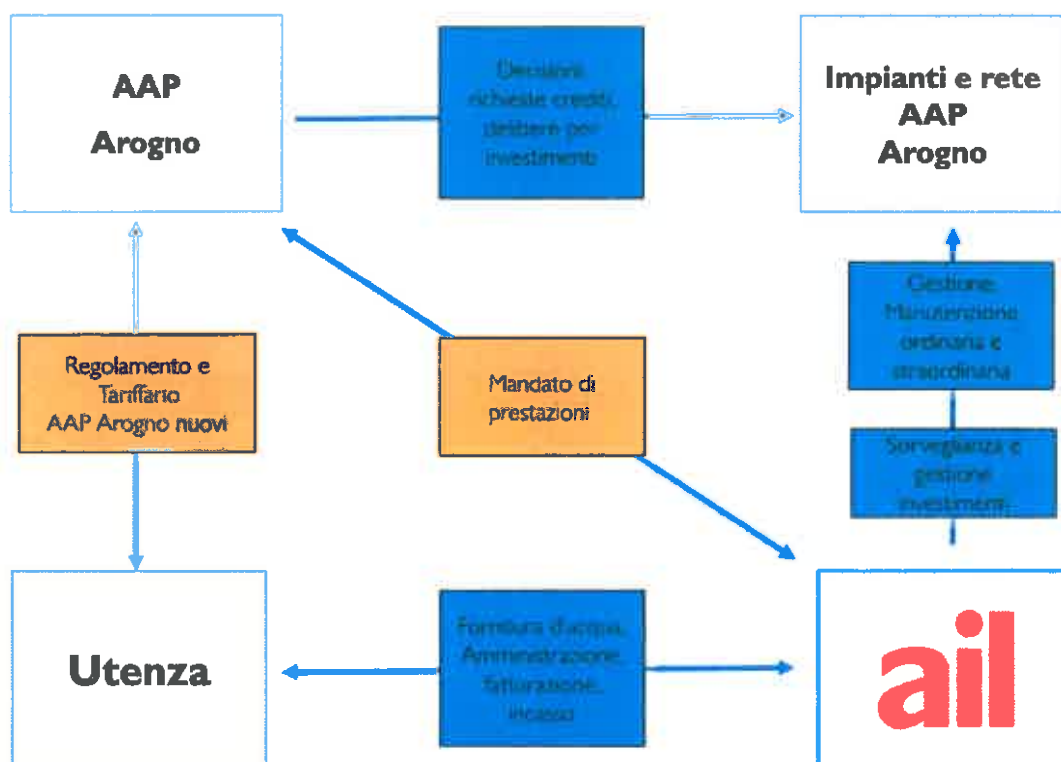 AAP
Arogno
Decisioni,
richieste crediti,
delibere per
investimenti
Impianti e rete
AAP
Arogno
Gestione,
Manutenzione
ordinaria e
straordinaria
Regolamento e
Tariffario
AAP Arogno nuovi
Mandato di
prestazioni
Sorveglianza e
gestione
investimenti
Utenza
Fornitura d'acqua,
Amministrazione,
fatturazione,
incasso
ail